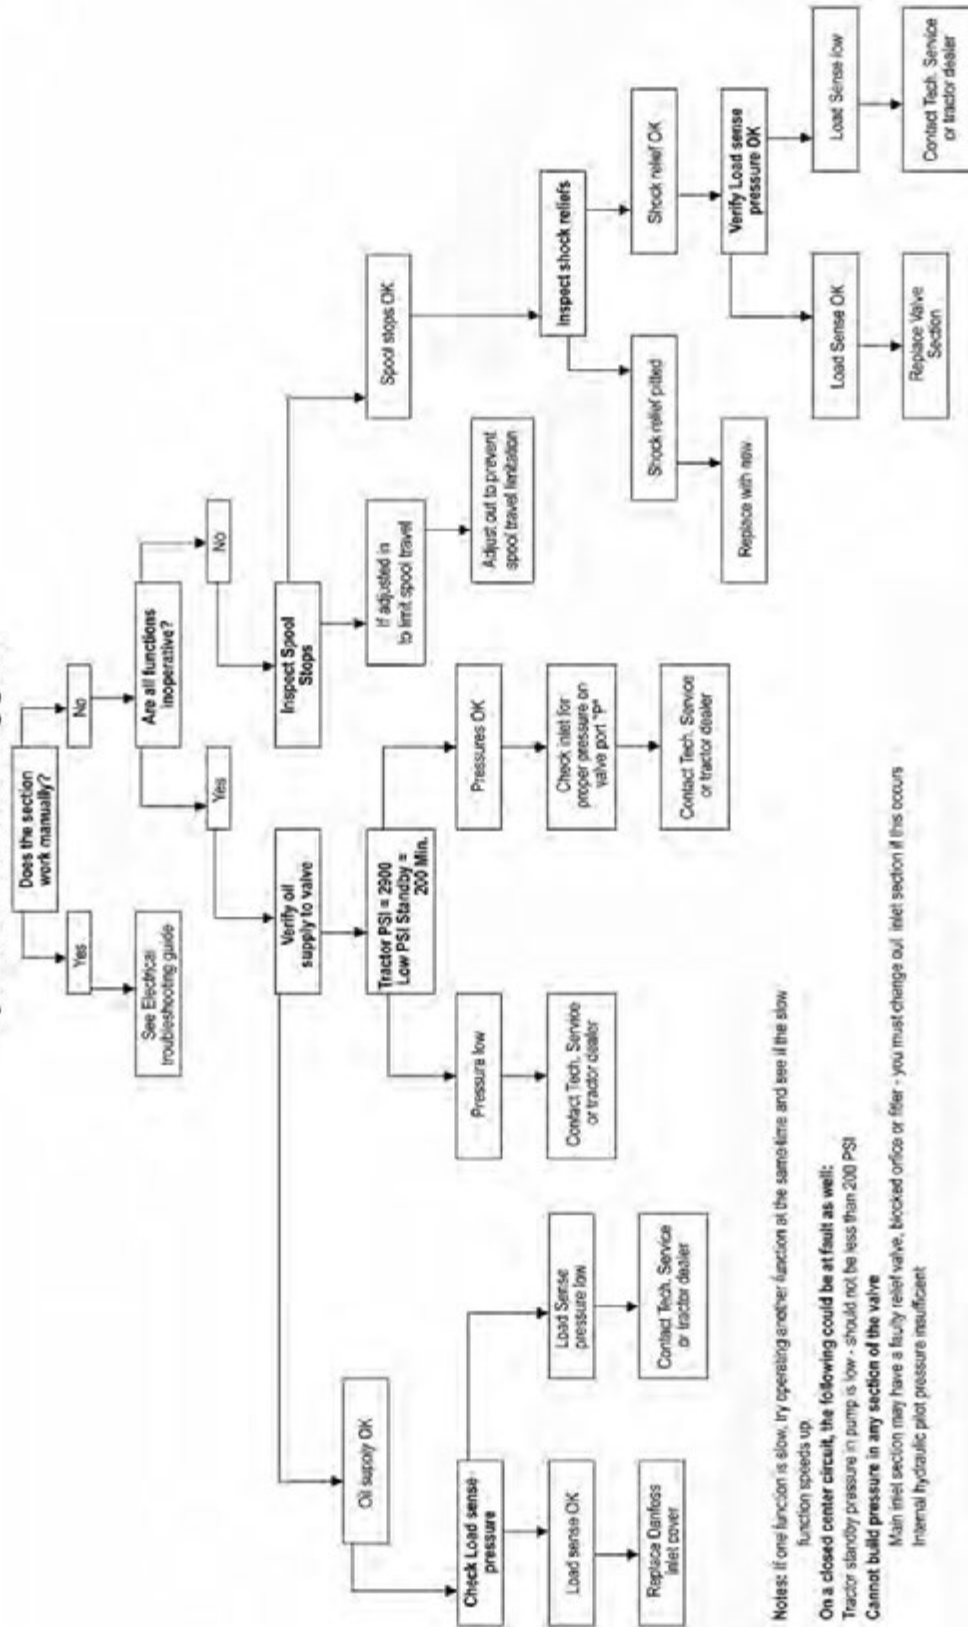 Does the section
work manually?
Yes
No
See Electrical
troubleshooting guide
Are all functions
inoperative?
Yes
No
Verify oil
supply to valve
Inspect Spool
Stops
Oil supply OK
Tractor PSI = 2900
Low PSI Standby =
200 Min.
If adjusted in
to limit spool travel
Spool stops OK
Check Load sense
pressure
Pressure low
Pressures OK
Adjust out to prevent
spool travel limitation
Load sense OK
Load Sense
pressure low
Contact Tech. Service
or tractor dealer
Check inlet for
proper pressure on
valve port "P"
Inspect shock reliefs
Replace Danfoss
inlet cover
Contact Tech. Service
or tractor dealer
Contact Tech. Service
or tractor dealer
Shock relief pitted
Shock relief OK
Replace with new
Verify Load sense
pressure OK
Load Sense OK
Load Sense low
Replace Valve
Section
Contact Tech. Service
or tractor dealer
Notes: If one function is slow, try operating another function at the same time and see if the slow
function speeds up.
On a closed center circuit, the following could be at fault as well:
Tractor standby pressure in pump is low - should not be less than 200 PSI
Cannot build pressure in any section of the valve
Main inlet section may have a faulty relief valve, blocked orfice or filter - you must change out inlet section if this occurs
Internal hydraulic pilot pressure insufficient